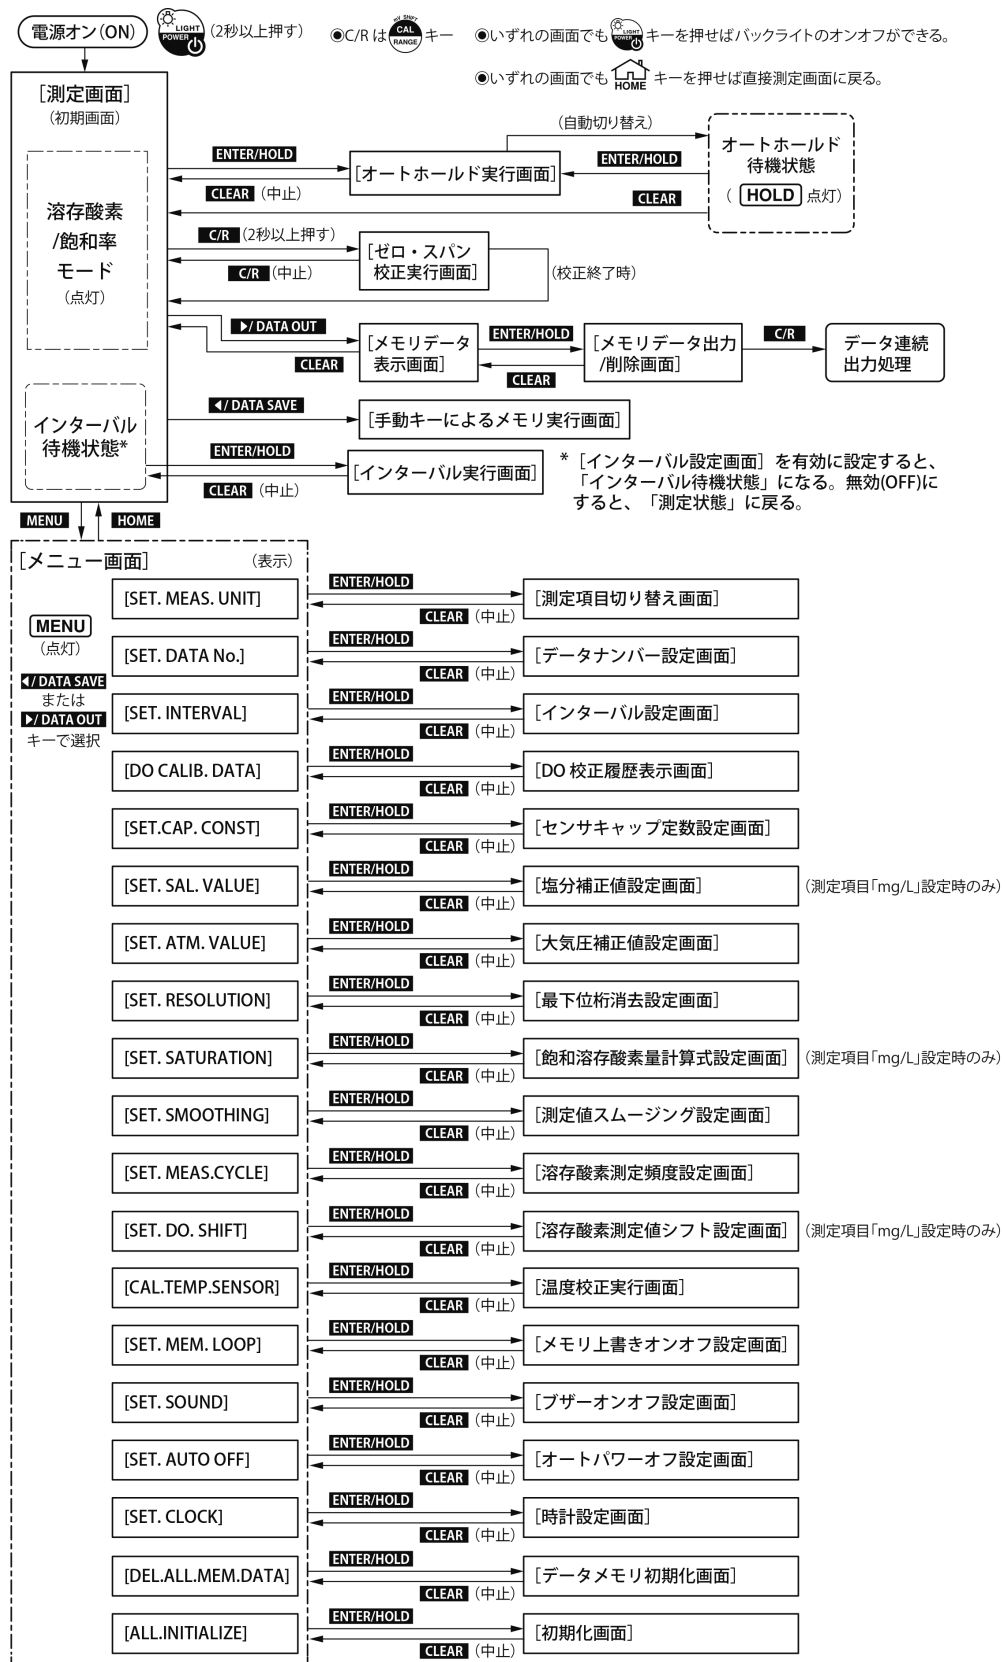 電源オン(ON)
LIGHT
POWER
(2秒以上押す)
◉C/R は
mV SHIFT
CAL
RANGE
キー
◉いずれの画面でも
LIGHT
POWER
キーを押せばバックライトのオンオフができる。
◉いずれの画面でも
HOME
キーを押せば直接測定画面に戻る。
[測定画面]
(初期画面)
溶存酸素
/飽和率
モード
(点灯)
インターバル
待機状態*
ENTER/HOLD
CLEAR (中止)
[オートホールド実行画面]
(自動切り替え)
ENTER/HOLD
CLEAR
オートホールド
待機状態
( HOLD 点灯)
C/R (2秒以上押す)
C/R (中止)
[ゼロ・スパン
校正実行画面]
(校正終了時)
▶/ DATA OUT
CLEAR
[メモリデータ
表示画面]
ENTER/HOLD
CLEAR
[メモリデータ出力
/削除画面]
C/R
データ連続
出力処理
◀/ DATA SAVE
[手動キーによるメモリ実行画面]
ENTER/HOLD
CLEAR (中止)
[インターバル実行画面]
* [インターバル設定画面] を有効に設定すると、
「インターバル待機状態」になる。無効(OFF)に
すると、「測定状態」に戻る。
MENU
HOME
[メニュー画面]
(表示)
MENU
(点灯)
◀/ DATA SAVE
または
▶/ DATA OUT
キーで選択
[SET. MEAS. UNIT]
ENTER/HOLD
CLEAR (中止)
[測定項目切り替え画面]
[SET. DATA No.]
ENTER/HOLD
CLEAR (中止)
[データナンバー設定画面]
[SET. INTERVAL]
ENTER/HOLD
CLEAR (中止)
[インターバル設定画面]
[DO CALIB. DATA]
ENTER/HOLD
CLEAR (中止)
[DO 校正履歴表示画面]
[SET.CAP. CONST]
ENTER/HOLD
CLEAR (中止)
[センサキャップ定数設定画面]
[SET. SAL. VALUE]
ENTER/HOLD
CLEAR (中止)
[塩分補正値設定画面]
(測定項目「mg/L」設定時のみ)
[SET. ATM. VALUE]
ENTER/HOLD
CLEAR (中止)
[大気圧補正値設定画面]
[SET. RESOLUTION]
ENTER/HOLD
CLEAR (中止)
[最下位桁消去設定画面]
[SET. SATURATION]
ENTER/HOLD
CLEAR (中止)
[飽和溶存酸素量計算式設定画面]
(測定項目「mg/L」設定時のみ)
[SET. SMOOTHING]
ENTER/HOLD
CLEAR (中止)
[測定値スムージング設定画面]
[SET. MEAS.CYCLE]
ENTER/HOLD
CLEAR (中止)
[溶存酸素測定頻度設定画面]
[SET. DO. SHIFT]
ENTER/HOLD
CLEAR (中止)
[溶存酸素測定値シフト設定画面]
(測定項目「mg/L」設定時のみ)
[CAL.TEMP.SENSOR]
ENTER/HOLD
CLEAR (中止)
[温度校正実行画面]
[SET. MEM. LOOP]
ENTER/HOLD
CLEAR (中止)
[メモリ上書きオンオフ設定画面]
[SET. SOUND]
ENTER/HOLD
CLEAR (中止)
[ブザーオンオフ設定画面]
[SET. AUTO OFF]
ENTER/HOLD
CLEAR (中止)
[オートパワーオフ設定画面]
[SET. CLOCK]
ENTER/HOLD
CLEAR (中止)
[時計設定画面]
[DEL.ALL.MEM.DATA]
ENTER/HOLD
CLEAR (中止)
[データメモリ初期化画面]
[ALL.INITIALIZE]
ENTER/HOLD
CLEAR (中止)
[初期化画面]